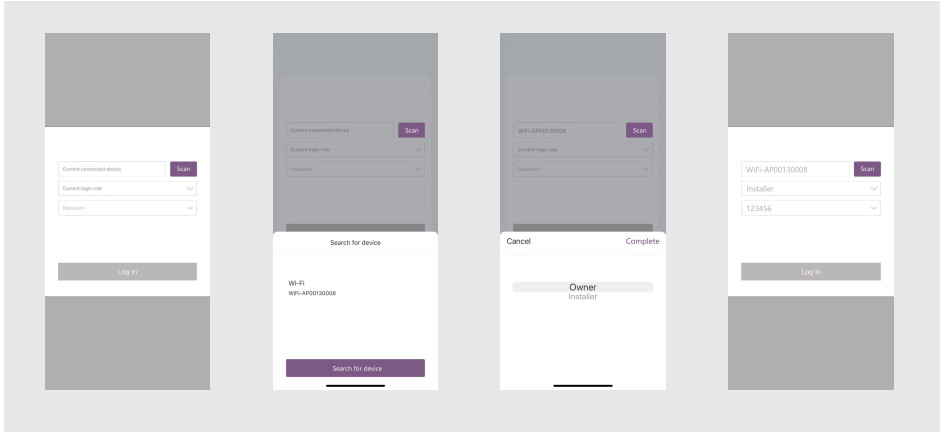 Current connected device
Scan
Current login role
Password
Log In
Current connected device
Scan
Current login role
Password
Search for device
Wi-Fi
WiFi-AP00130008
Search for device
WiFi-AP00130008
Scan
Current login role
Password
Cancel
Complete
Owner
Installer
WiFi-AP00130008
Scan
Installer
123456
Log In